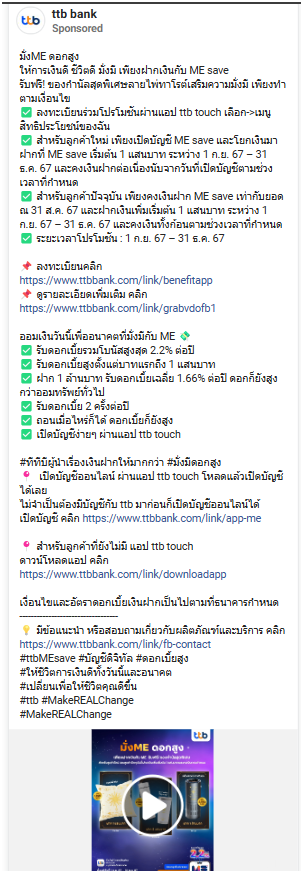 ttb bank
Sponsored
มั่งME ดอกสูง
ให้การเงินดี ชีวิตดี มั่งมี เพียงฝากเงินกับ ME save
รับฟรี! ของกำนัลสุดพิเศษลายไพ่ทาโรต์เสริมความมั่งมี เพียงทำ
ตามเงื่อนไข
✅ ลงทะเบียนร่วมโปรโมชันผ่านแอป ttb touch เลือก->เมนู
สิทธิประโยชน์ของฉัน
✅ สำหรับลูกค้าใหม่ เพียงเปิดบัญชี ME save และโยกเงินมา
ฝากที่ ME save เริ่มต้น 1 แสนบาท ระหว่าง 1 ก.ย. 67 – 31
ธ.ค. 67 และคงเงินฝากต่อเนื่องนับจากวันที่เปิดบัญชีตามช่วง
เวลาที่กำหนด
✅ สำหรับลูกค้าปัจจุบัน เพียงคงเงินฝาก ME save เท่ากับยอด
ณ 31 ส.ค. 67 และฝากเงินเพิ่มเริ่มต้น 1 แสนบาท ระหว่าง 1
ก.ย. 67 – 31 ธ.ค. 67 และคงเงินทั้งก้อนตามช่วงเวลาที่กำหนด
✅ ระยะเวลาโปรโมชัน : 1 ก.ย. 67 – 31 ธ.ค. 67
📌 ลงทะเบียนคลิก
https://www.ttbbank.com/link/benefitapp
📌 ดูรายละเอียดเพิ่มเติม คลิก
https://www.ttbbank.com/link/grabvdofb1
ออมเงินวันนี้เพื่ออนาคตที่มั่งมีกับ ME 💸
✅ รับดอกเบี้ยรวมโบนัสสูงสุด 2.2% ต่อปี
✅ รับดอกเบี้ยสูงตั้งแต่บาทแรกถึง 1 แสนบาท
✅ ฝาก 1 ล้านบาท รับดอกเบี้ยเฉลี่ย 1.66% ต่อปี ดอกก็ยังสูง
กว่าออมทรัพย์ทั่วไป
✅ รับดอกเบี้ย 2 ครั้งต่อปี
✅ ถอนเมื่อไหร่ก็ได้ ดอกเบี้ยก็ยังสูง
✅ เปิดบัญชีง่ายๆ ผ่านแอป ttb touch
#ทีทีบีผู้นำเรื่องเงินฝากให้มากกว่า #มั่งมีดอกสูง
📍 เปิดบัญชีออนไลน์ ผ่านแอป ttb touch โหลดแล้วเปิดบัญชี
ได้เลย
ไม่จำเป็นต้องมีบัญชีกับ ttb มาก่อนก็เปิดบัญชีออนไลน์ได้
เปิดบัญชี คลิก https://www.ttbbank.com/link/app-me
📍 สำหรับลูกค้าที่ยังไม่มี แอป ttb touch
ดาวน์โหลดแอป คลิก
https://www.ttbbank.com/link/downloadapp
เงื่อนไขและอัตราดอกเบี้ยเงินฝากเป็นไปตามที่ธนาคารกำหนด
----------------------------------
💡 มีข้อแนะนำ หรือสอบถามเกี่ยวกับผลิตภัณฑ์และบริการ คลิก
https://www.ttbbank.com/link/fb-contact
#ttbMEsave #บัญชีดิจิทัล #ดอกเบี้ยสูง
#ให้ชีวิตการเงินดีทั้งวันนี้และอนาคต
#เปลี่ยนเพื่อให้ชีวิตคุณดีขึ้น
#ttb #MakeREALChange
#MakeREALChange
ttb
มั่งME ดอกสูง
ME